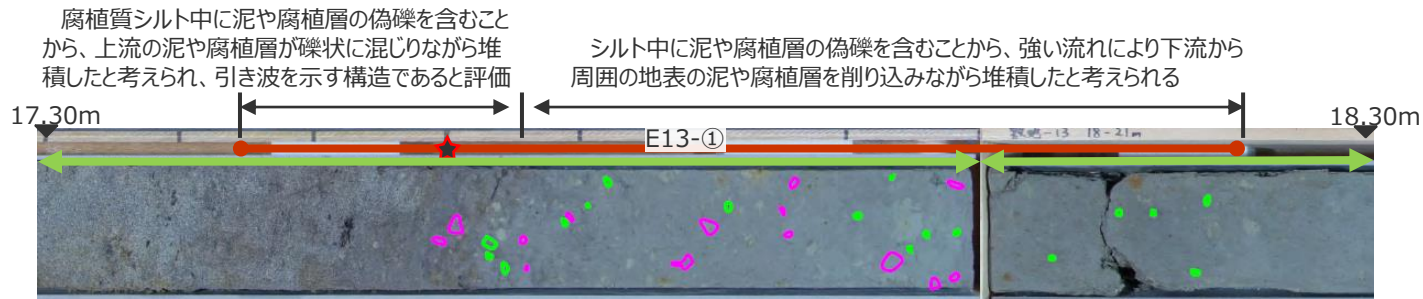 腐植質シルト中に泥や腐植層の偽礫を含むこと
から、上流の泥や腐植層が礫状に混じりながら堆
積したと考えられ、引き波を示す構造であると評価
シルト中に泥や腐植層の偽礫を含むことから、強い流れにより下流から
周囲の地表の泥や腐植層を削り込みながら堆積したと考えられる
17.30m
18.30m
E13-①
-13 18-21m